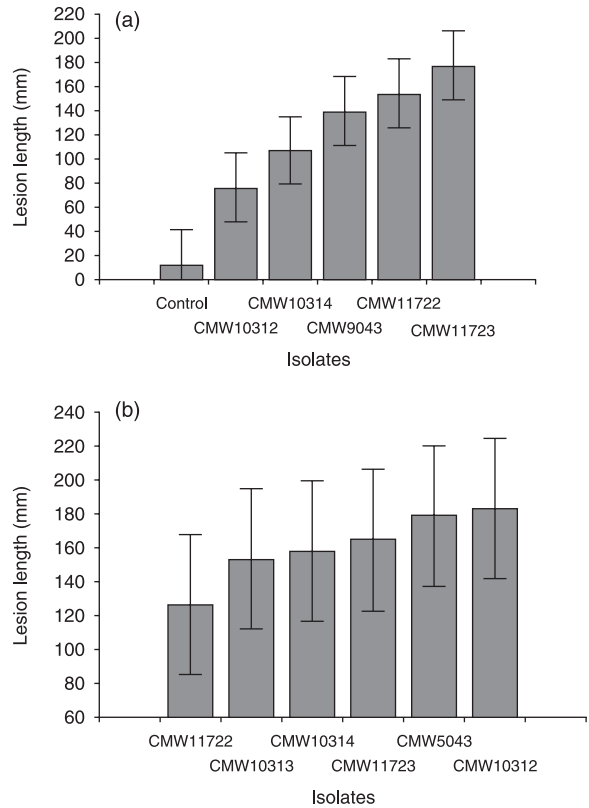 (a)
220
200
180
160
140
120
100
80
60
40
20
0
Lesion length (mm)
Control CMW10314 CMW11722
CMW10312 CMW9043 CMW11723
Isolates
(b)
240
220
200
180
160
140
120
100
80
60
Lesion length (mm)
CMW11722 CMW10314 CMW5043
CMW10313 CMW11723 CMW10312
Isolates